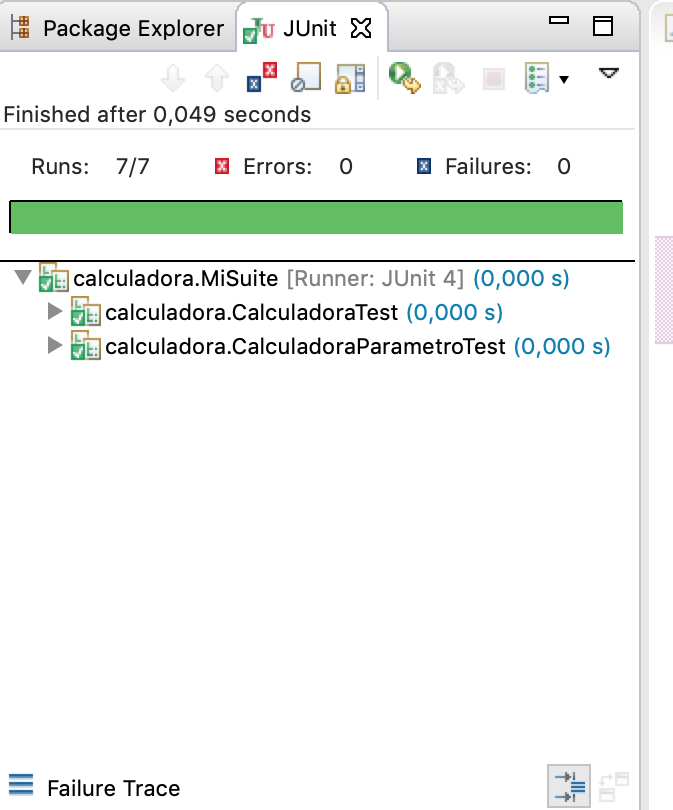 Package Explorer JUnit
Finished after 0,049 seconds
Runs: 7/7 Errors: 0 Failures: 0
calculadora.MiSuite [Runner: JUnit 4] (0,000 s)
calculadora.CalculadoraTest (0,000 s)
calculadora.CalculadoraParametroTest (0,000 s)
Failure Trace